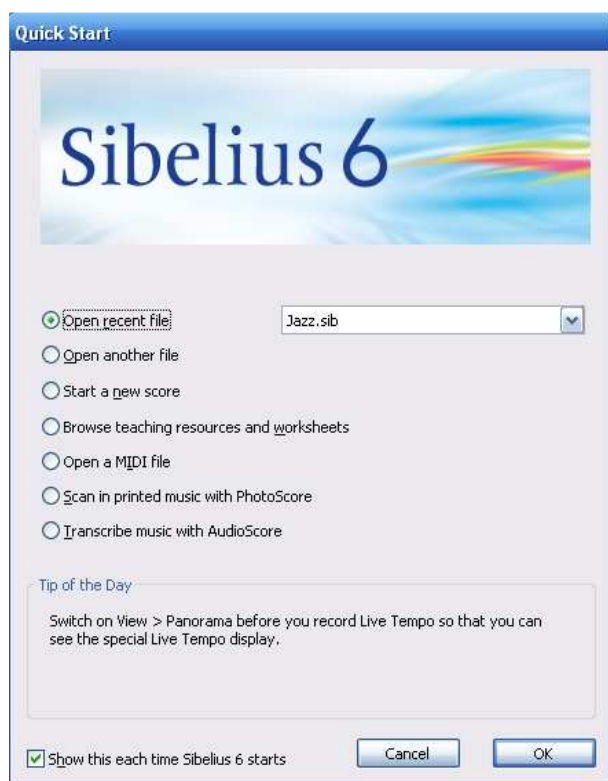 Quick Start
Sibelius 6
Open recent file
Jazz.sib
Open another file
Start a new score
Browse teaching resources and worksheets
Open a MIDI file
Scan in printed music with PhotoScore
Transcribe music with AudioScore
Tip of the Day
Switch on View > Panorama before you record Live Tempo so that you can
see the special Live Tempo display.
Show this each time Sibelius 6 starts
Cancel
OK